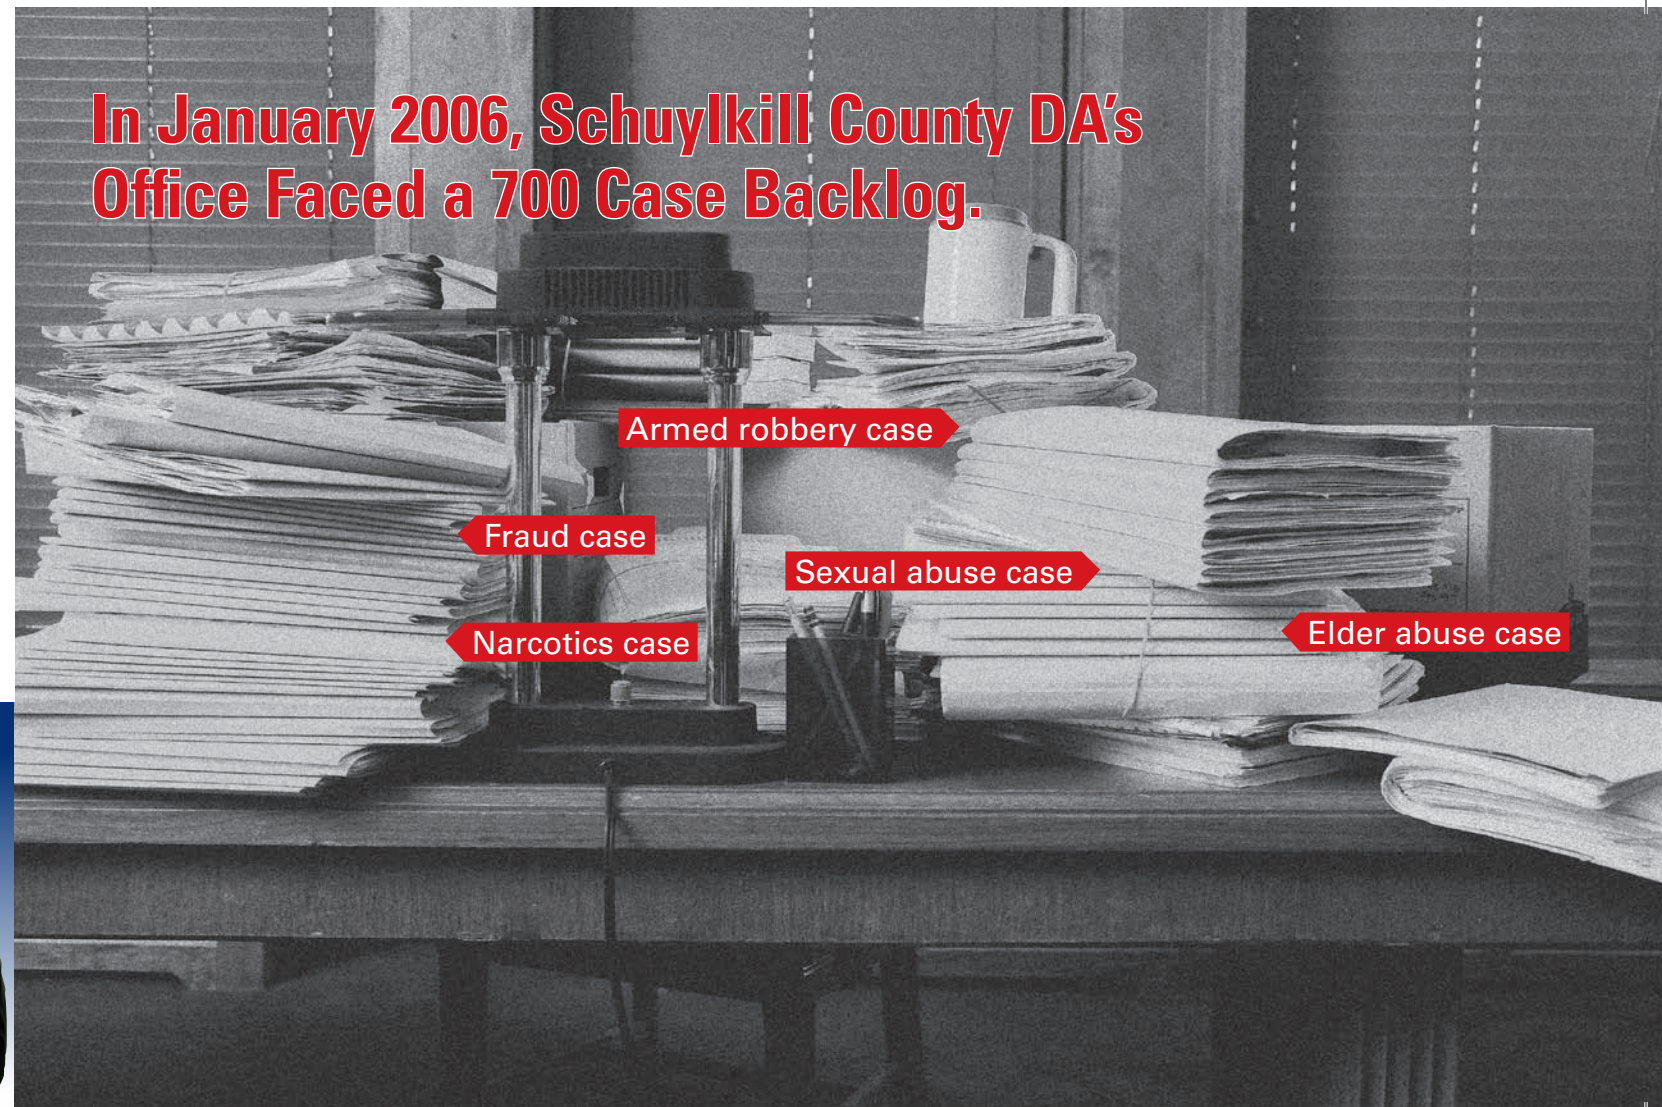 In January 2006, Schuylkill County DA's
Office Faced a 700 Case Backlog.
Armed robbery case
Fraud case
Sexual abuse case
Elder abuse case
Narcotics case